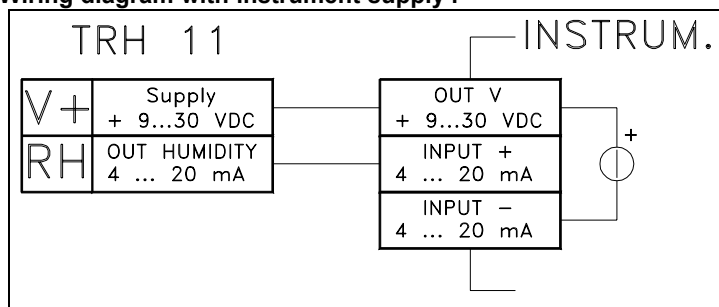 Wiring diagram with instrument supply :
TRH 11
INSTRUM.
V+
Supply
+ 9...30 VDC
RH
OUT HUMIDITY
4 ... 20 mA
OUT V
+ 9...30 VDC
INPUT +
4 ... 20 mA
INPUT -
4 ... 20 mA
+